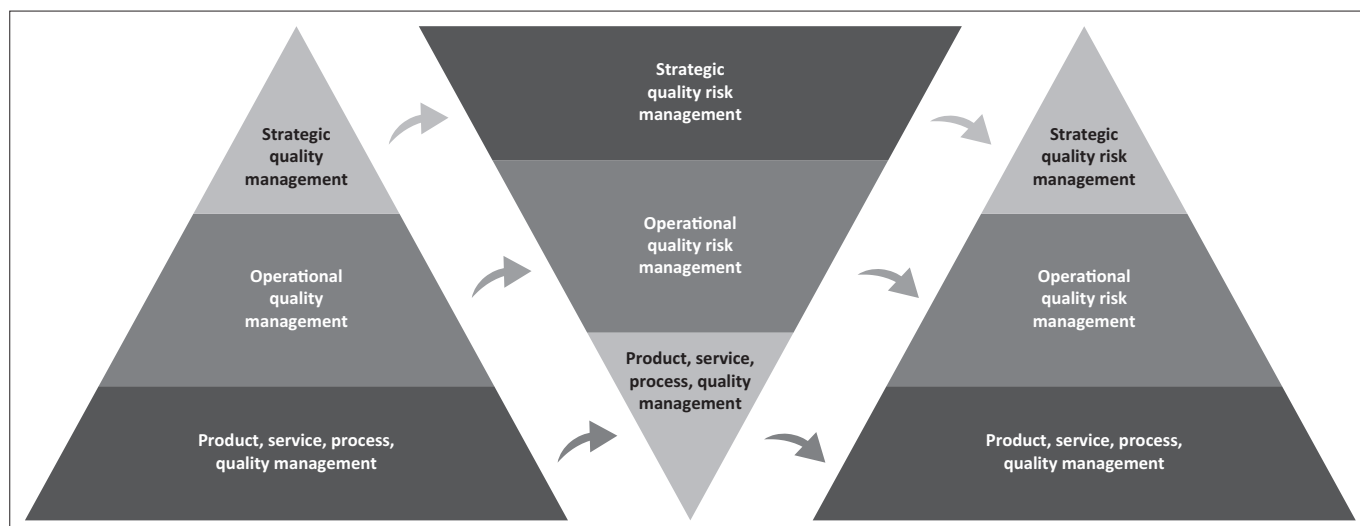 Strategic
quality
management
Operational
quality
management
Product, service, process,
quality management
Strategic
quality risk
management
Operational
quality risk
management
Product, service,
process, quality
management
Strategic
quality risk
management
Operational
quality risk
management
Product, service, process,
quality management